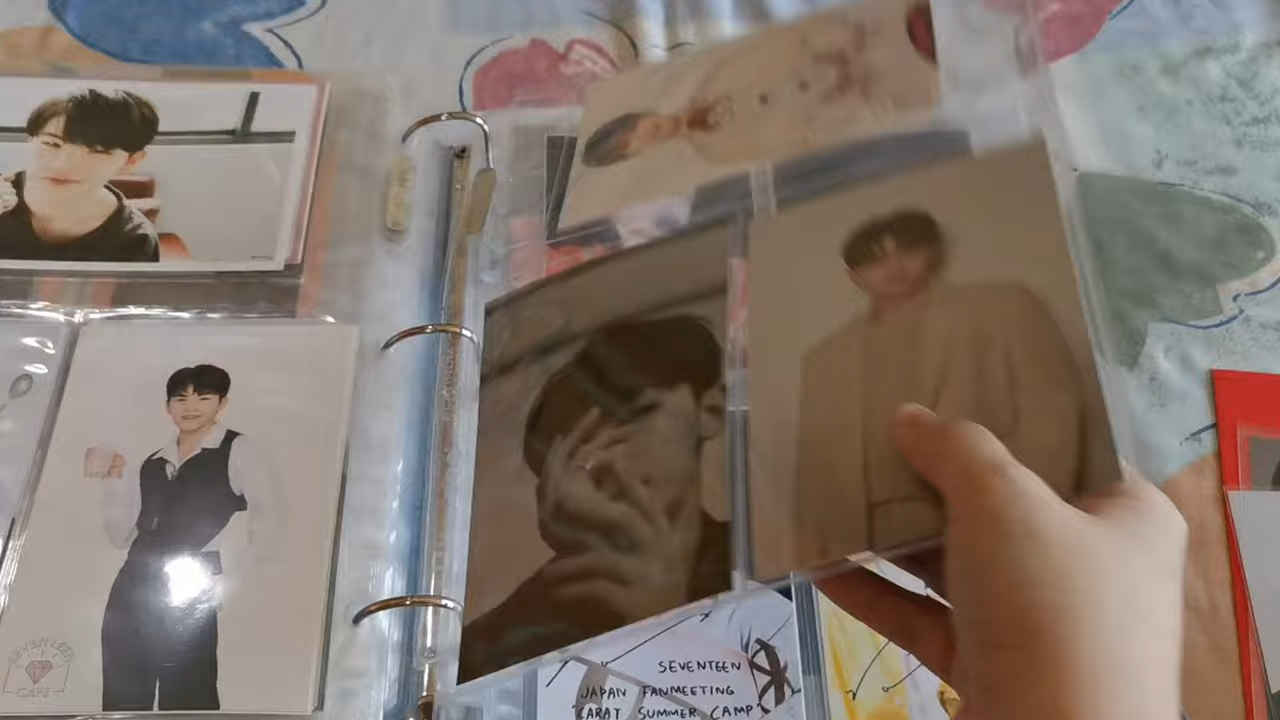 SEVENTEEN
CAFE
SEVENTEEN
JAPAN FANMEETING
'CARAT SUMMER CAMP'